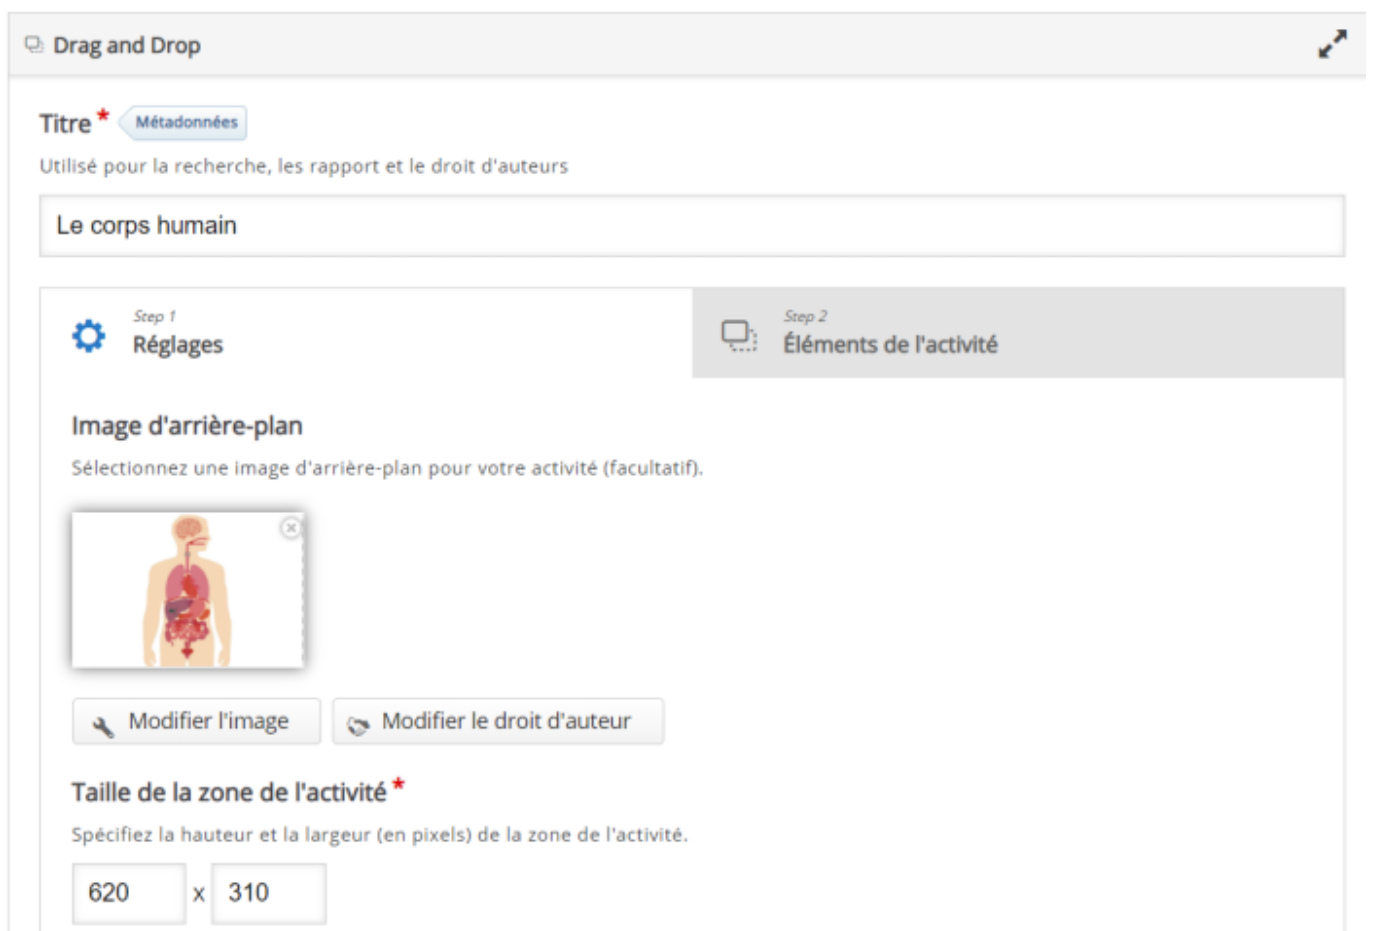 Drag and Drop
Titre * Métadonnées
Utilisé pour la recherche, les rapport et le droit d'auteurs
Le corps humain
Step 1
Réglages
Step 2
Éléments de l'activité
Image d'arrière-plan
Sélectionnez une image d'arrière-plan pour votre activité (facultatif).
Modifier l'image
Modifier le droit d'auteur
Taille de la zone de l'activité *
Spécifiez la hauteur et la largeur (en pixels) de la zone de l'activité.
620 x 310